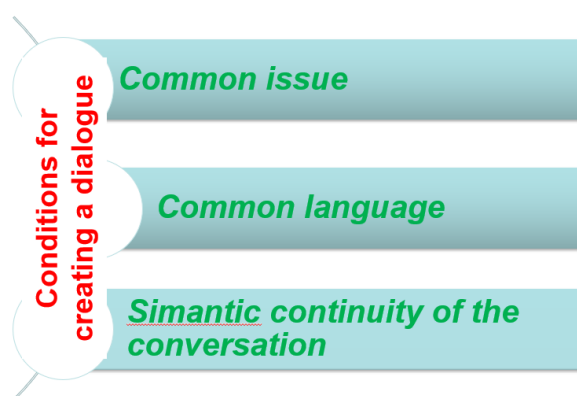 Conditions for
creating a dialogue
Common issue
Common language
Simantic continuity of the
conversation